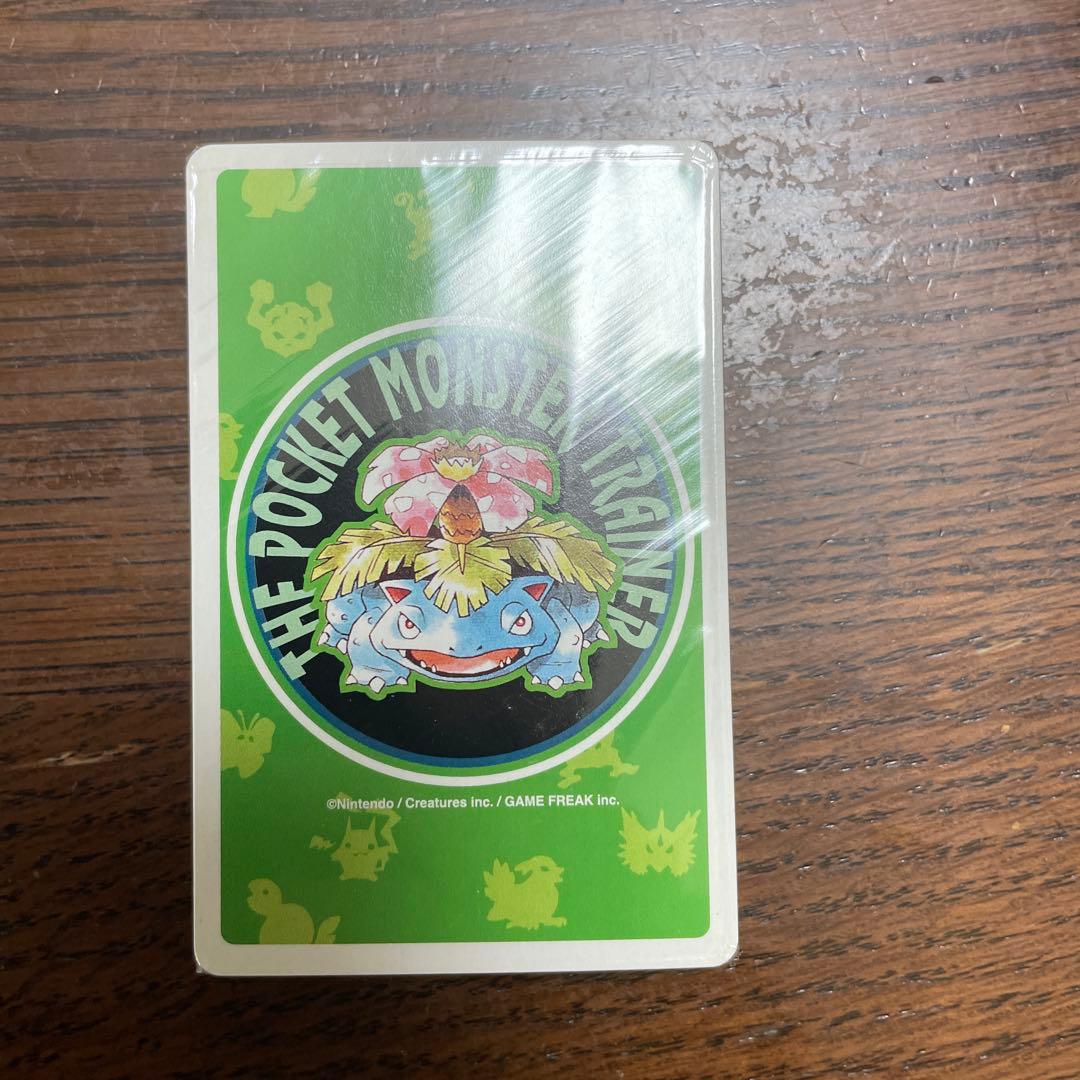 THE POCKET MONSTER TRAINER
©Nintendo / Creatures inc. / GAME FREAK inc.